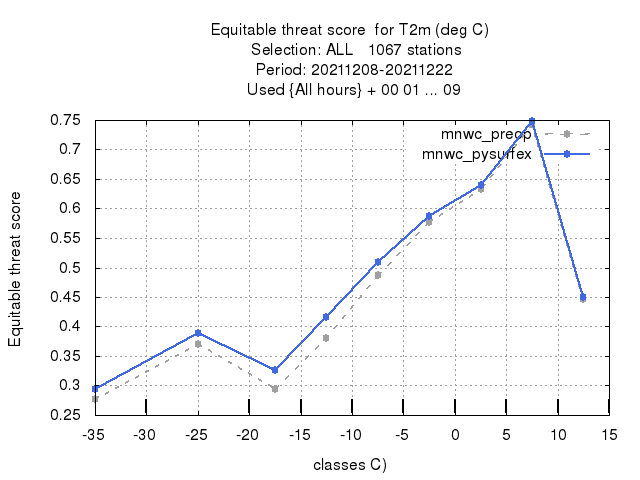 Equitable threat score for T2m (deg C)
Selection: ALL 1067 stations
Period: 20211208-20211222
Used {All hours} + 00 01 ... 09
mnwc_preop
mnwc_pysurfex
Equitable threat score
0.75
0.7
0.65
0.6
0.55
0.5
0.45
0.4
0.35
0.3
0.25
-35 -30 -25 -20 -15 -10 -5 0 5 10 15
classes C)